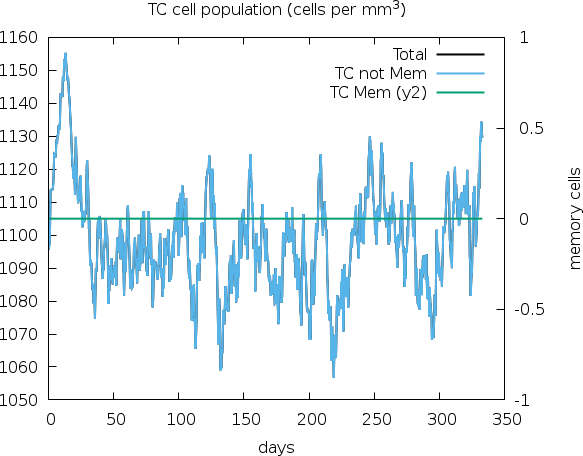 TC cell population (cells per mm³)
1160
1150
1140
1130
1120
1110
1100
1090
1080
1070
1060
1050
Total
TC not Mem
TC Mem (y2)
1
0.5
0
-0.5
-1
memory cells
0 50 100 150 200 250 300 350
days